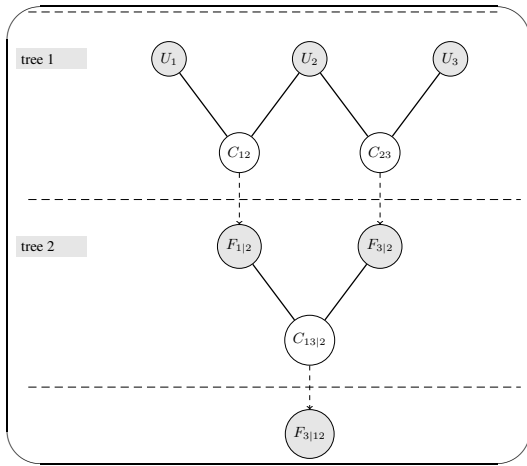 tree 1 U₁ U₂ U₃
C₁₂ C₂₃
tree 2 F₁|₂ F₃|₂
C₁₃|₂
F₃|₁₂